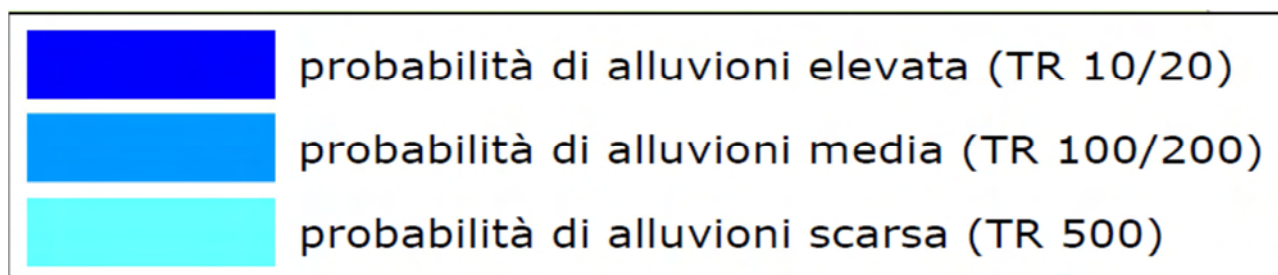 probabilità di alluvioni elevata (TR 10/20)
probabilità di alluvioni media (TR 100/200)
probabilità di alluvioni scarsa (TR 500)